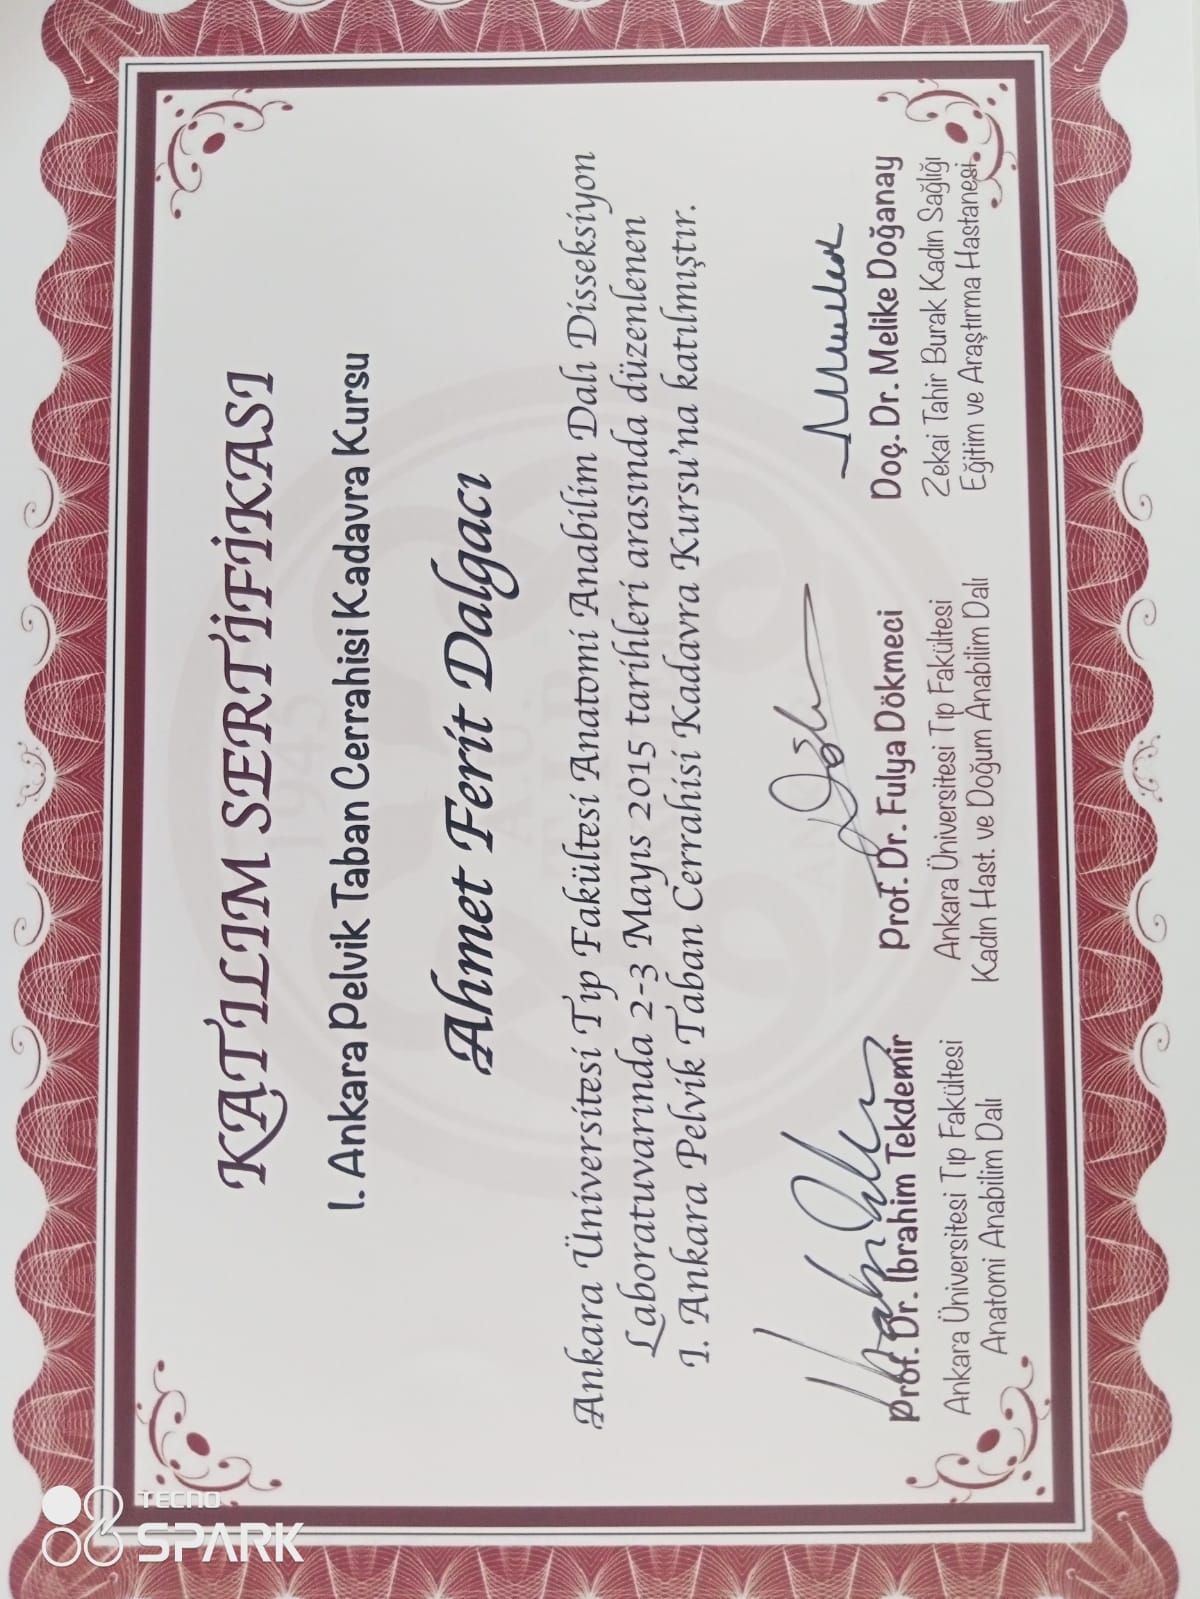 KATILIM SERTİFİKASI
I. Ankara Pelvik Taban Cerrahisi Kadavra Kursu
Ahmet Ferit Dalgacı
Ankara Üniversitesi Tıp Fakültesi Anatomi Anabilim Dalı Disseksiyon
Laboratuvarında 2-3 Mayıs 2015 tarihleri arasında düzenlenen
I. Ankara Pelvik Taban Cerrahisi Kadavra Kursu'na katılmıştır.
Prof. Dr. İbrahim Tekdemir
Ankara Üniversitesi Tıp Fakültesi
Anatomi Anabilim Dalı
Prof. Dr. Fulya Dökmeci
Ankara Üniversitesi Tıp Fakültesi
Kadın Hast. ve Doğum Anabilim Dalı
Doç. Dr. Melike Doğanay
Zekai Tahir Burak Kadın Sağlığı
Eğitim ve Araştırma Hastanesi
1945
TECNO
SPARK